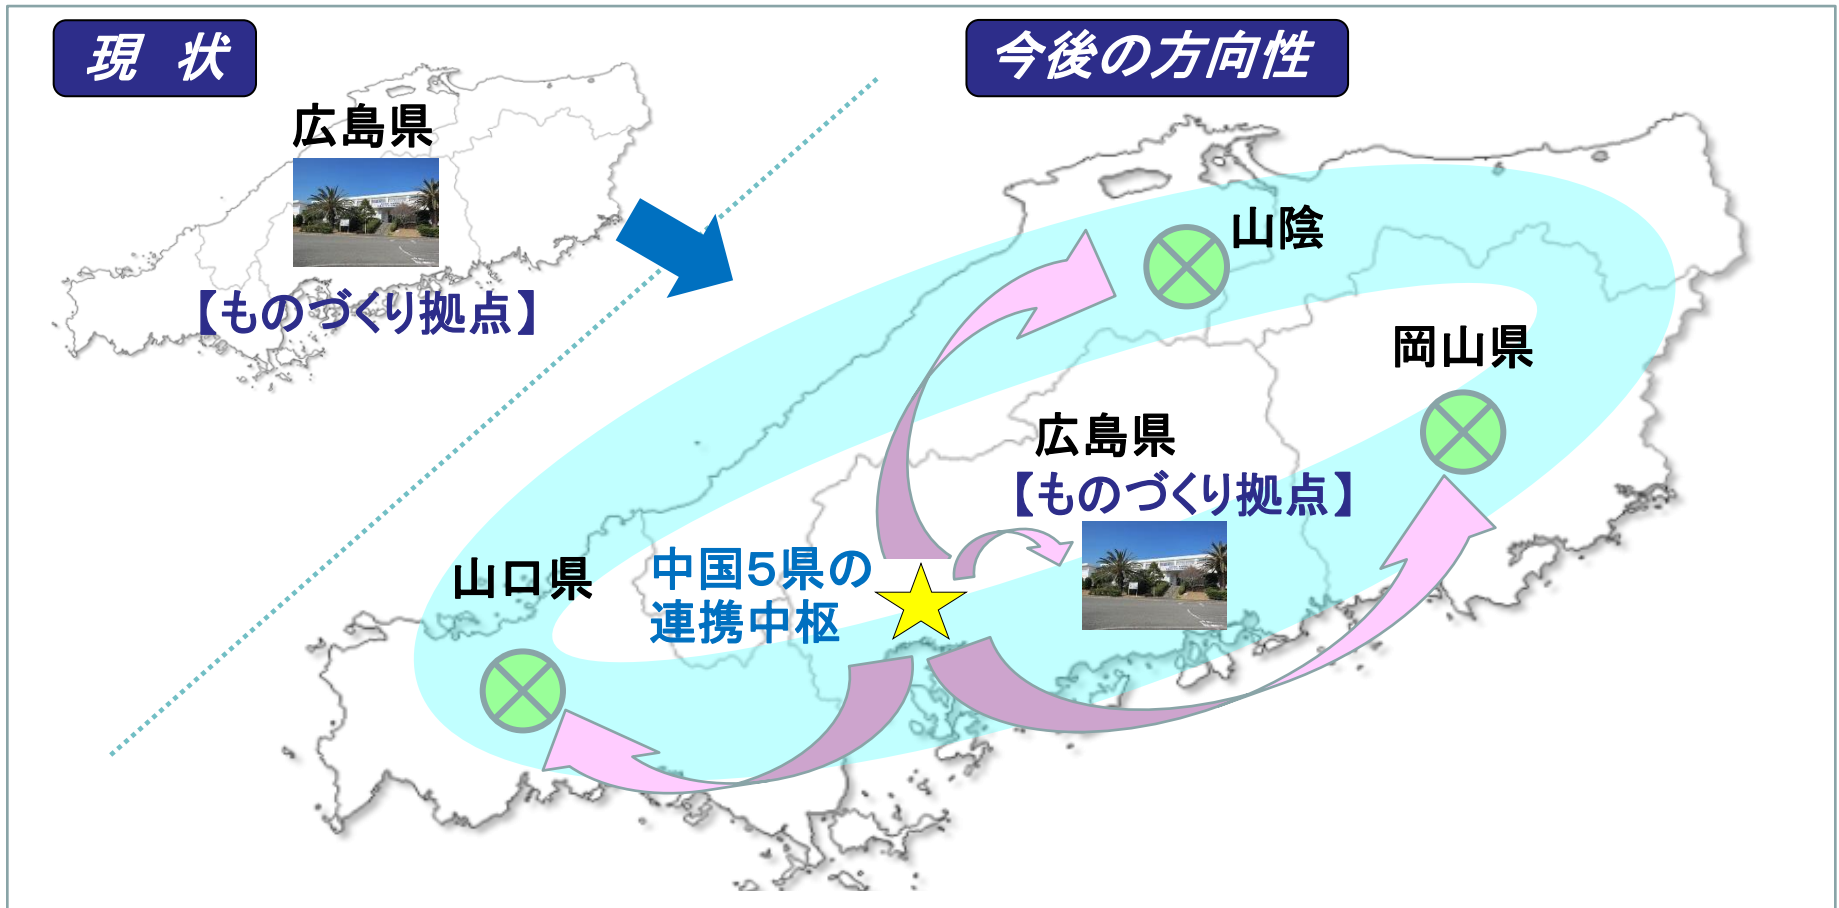 現 状
広島県
【ものづくり拠点】
今後の方向性
山陰
岡山県
広島県
【ものづくり拠点】
中国5県の
連携中枢
山口県